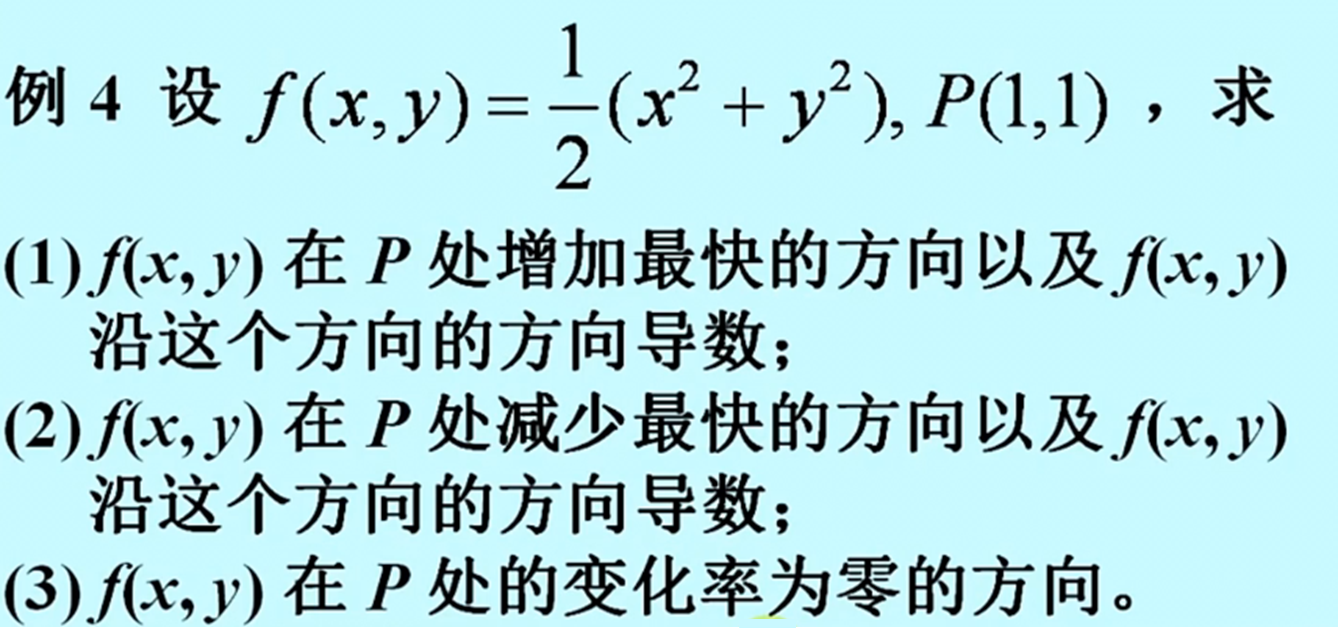 例 4 设 f(x, y) = \frac{1}{2}(x² + y²), P(1,1) ，求
(1) f(x, y) 在 P 处增加最快的方向以及 f(x, y)
沿这个方向的方向导数；
(2) f(x, y) 在 P 处减少最快的方向以及 f(x, y)
沿这个方向的方向导数；
(3) f(x, y) 在 P 处的变化率为零的方向。